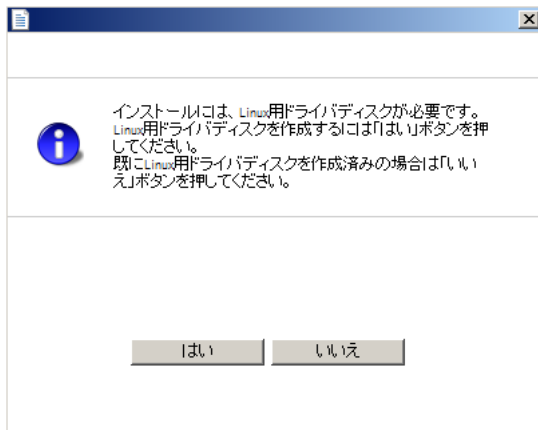 インストールには、Linux用ドライバディスクが必要です。
Linux用ドライバディスクを作成するには「はい」ボタンを押
してください。
既にLinux用ドライバディスクを作成済みの場合は「いい
え」ボタンを押してください。
はい
いいえ